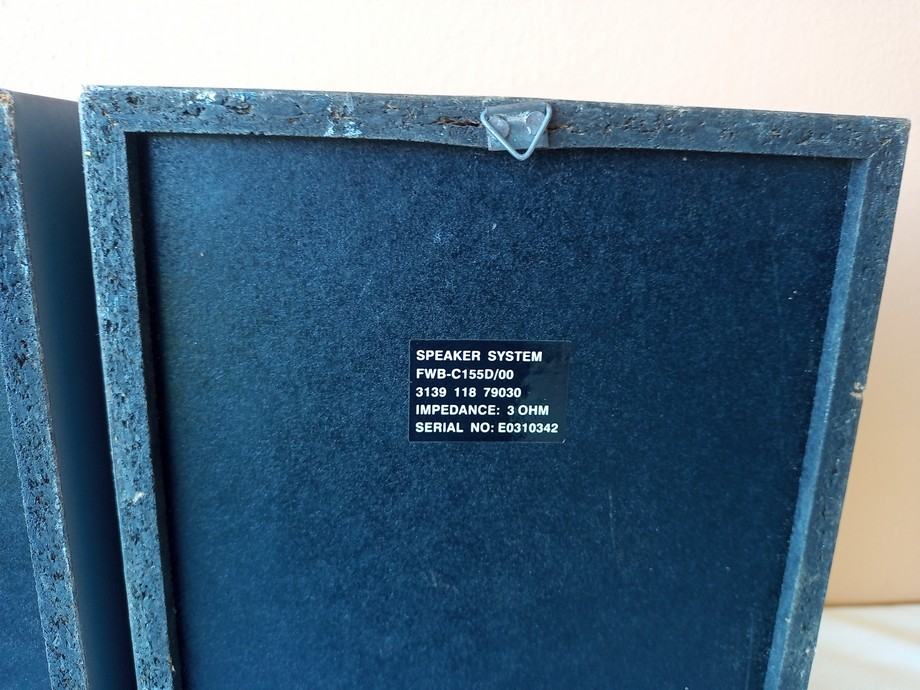 SPEAKER SYSTEM
FWB-C155D/00
3139 118 79030
IMPEDANCE: 3 OHM
SERIAL NO: E0310342